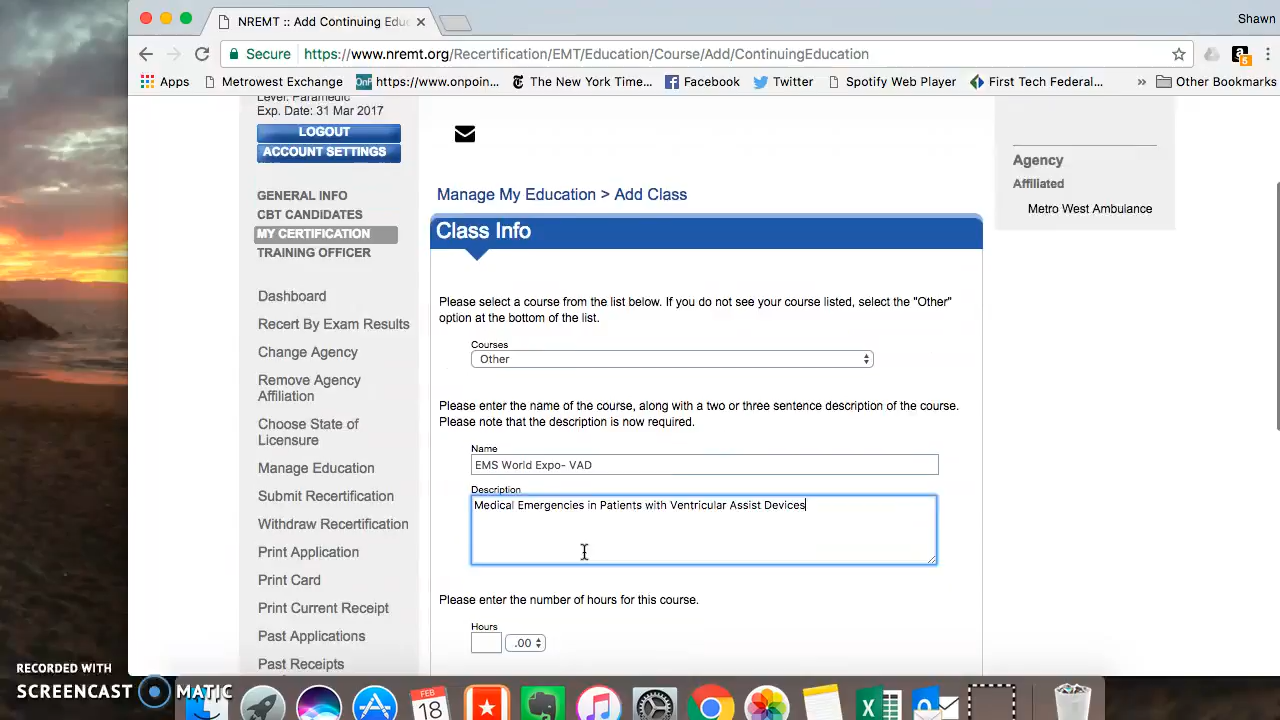 NREMT :: Add Continuing Educ
Shawn
Secure https://www.nremt.org/Recertification/EMT/Education/Course/Add/ContinuingEducation
5
Apps Metrowest Exchange OnP https://www.onpoin... The New York Time... Facebook Twitter Spotify Web Player First Tech Federal... » Other Bookmarks
Level: Paramedic
Exp. Date: 31 Mar 2017
LOGOUT
ACCOUNT SETTINGS
GENERAL INFO
CBT CANDIDATES
MY CERTIFICATION
TRAINING OFFICER
Dashboard
Recert By Exam Results
Change Agency
Remove Agency
Affiliation
Choose State of
Licensure
Manage Education
Submit Recertification
Withdraw Recertification
Print Application
Print Card
Print Current Receipt
Past Applications
Past Receipts
Manage My Education > Add Class
Class Info
Please select a course from the list below. If you do not see your course listed, select the "Other"
option at the bottom of the list.
Courses
Other
Please enter the name of the course, along with a two or three sentence description of the course.
Please note that the description is now required.
Name
EMS World Expo- VAD
Description
Medical Emergencies in Patients with Ventricular Assist Devices
Please enter the number of hours for this course.
Hours
.00
Agency
Affiliated
Metro West Ambulance
RECORDED WITH
SCREENCAST MATIC
FEB
18